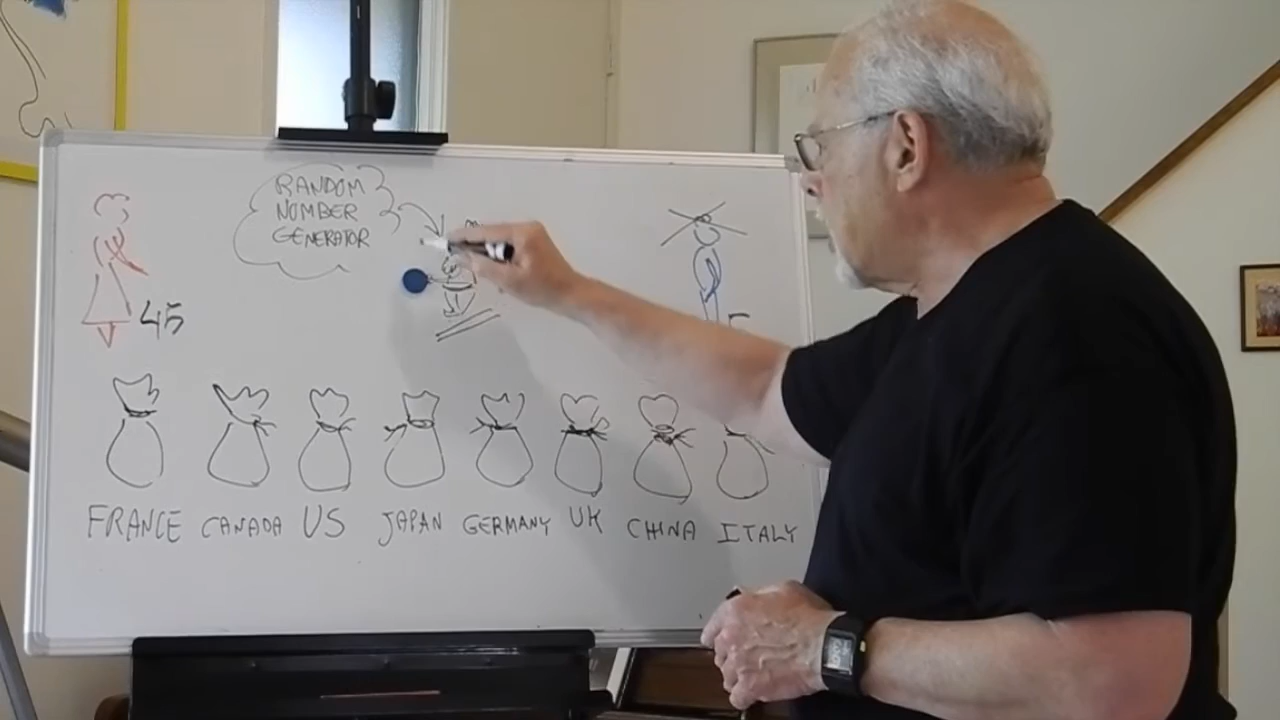 RANDOM
NUMBER
GENERATOR
45
FRANCE CANADA US JAPAN GERMANY UK CHINA ITALY